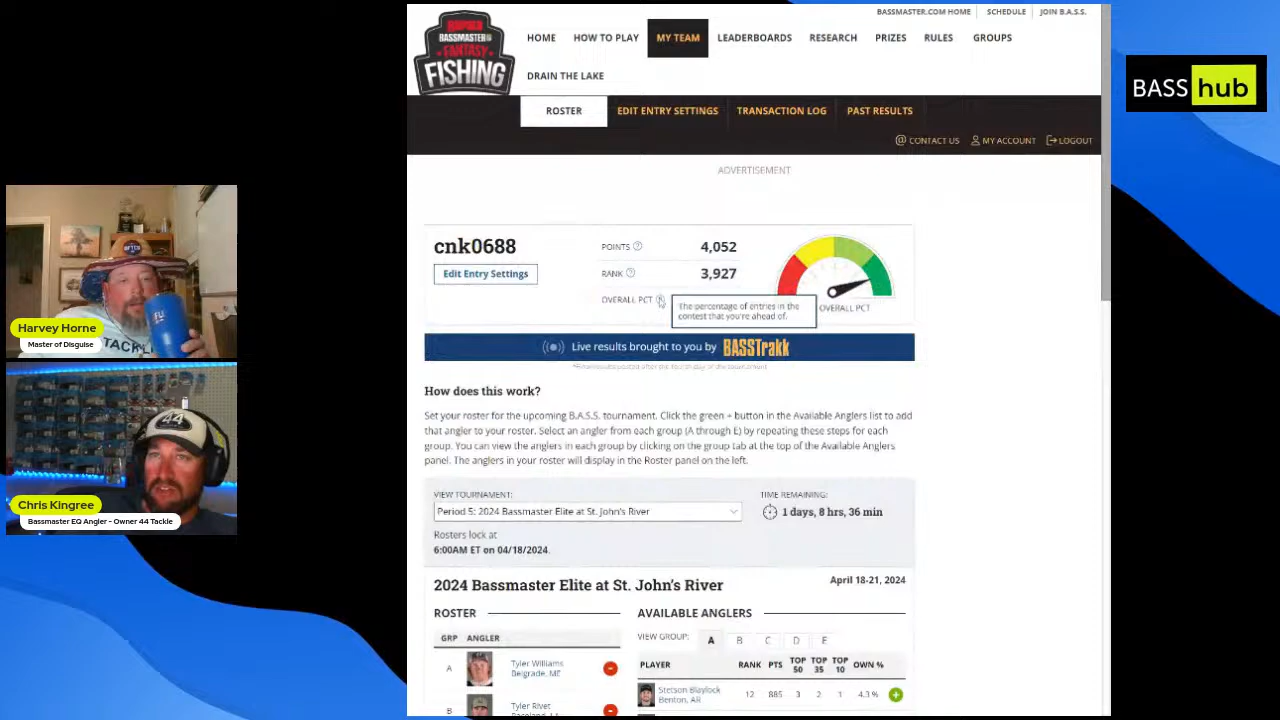 BASSMASTER.COM HOME
SCHEDULE
JOIN B.A.S.S.
BASSMASTER
FANTASY
FISHING
HOME
HOW TO PLAY
MY TEAM
LEADERBOARDS
RESEARCH
PRIZES
RULES
GROUPS
DRAIN THE LAKE
BASS hub
ROSTER
EDIT ENTRY SETTINGS
TRANSACTION LOG
PAST RESULTS
CONTACT US
MY ACCOUNT
LOGOUT
ADVERTISEMENT
cnk0688
Edit Entry Settings
POINTS
4,052
RANK
3,927
OVERALL PCT
The percentage of entries in the
contest that you're ahead of.
OVERALL PCT
Live results brought to you by BASSTrakk
How does this work?
Set your roster for the upcoming B.A.S.S. tournament. Click the green + button in the Available Anglers list to add
that angler to your roster. Select an angler from each group (A through E) by repeating these steps for each
group. You can view the anglers in each group by clicking on the group tab at the top of the Available Anglers
panel. The anglers in your roster will display in the Roster panel on the left.
VIEW TOURNAMENT:
Period 5: 2024 Bassmaster Elite at St. John's River
TIME REMAINING:
1 days, 8 hrs, 36 min
Rosters lock at
6:00AM ET on 04/18/2024.
2024 Bassmaster Elite at St. John's River
April 18-21, 2024
ROSTER
GRP ANGLER
A
Tyler Williams
Belgrade, ME
B
Tyler Rivet
AVAILABLE ANGLERS
VIEW GROUP: A B C D E
PLAYER RANK PTS TOP 50 TOP 35 TOP 10 OWN %
Stetson Blaylock
Benton, AR
12 885 3 2 1 4.3 %
Harvey Horne
Master of Disguise
TACKL
44
Chris Kingree
Bassmaster EQ Angler - Owner 44 Tackle